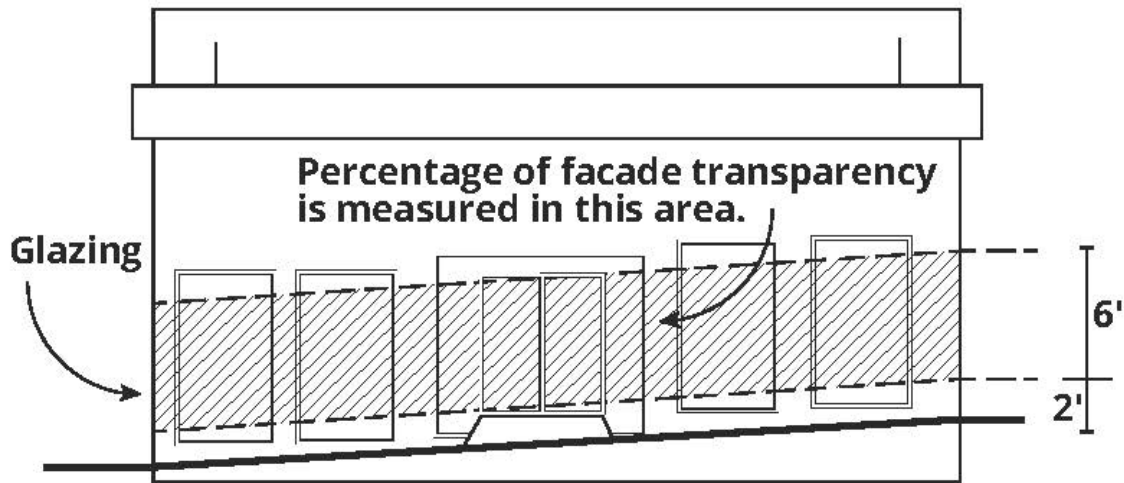 Percentage of facade transparency
is measured in this area.
Glazing
6'
2'